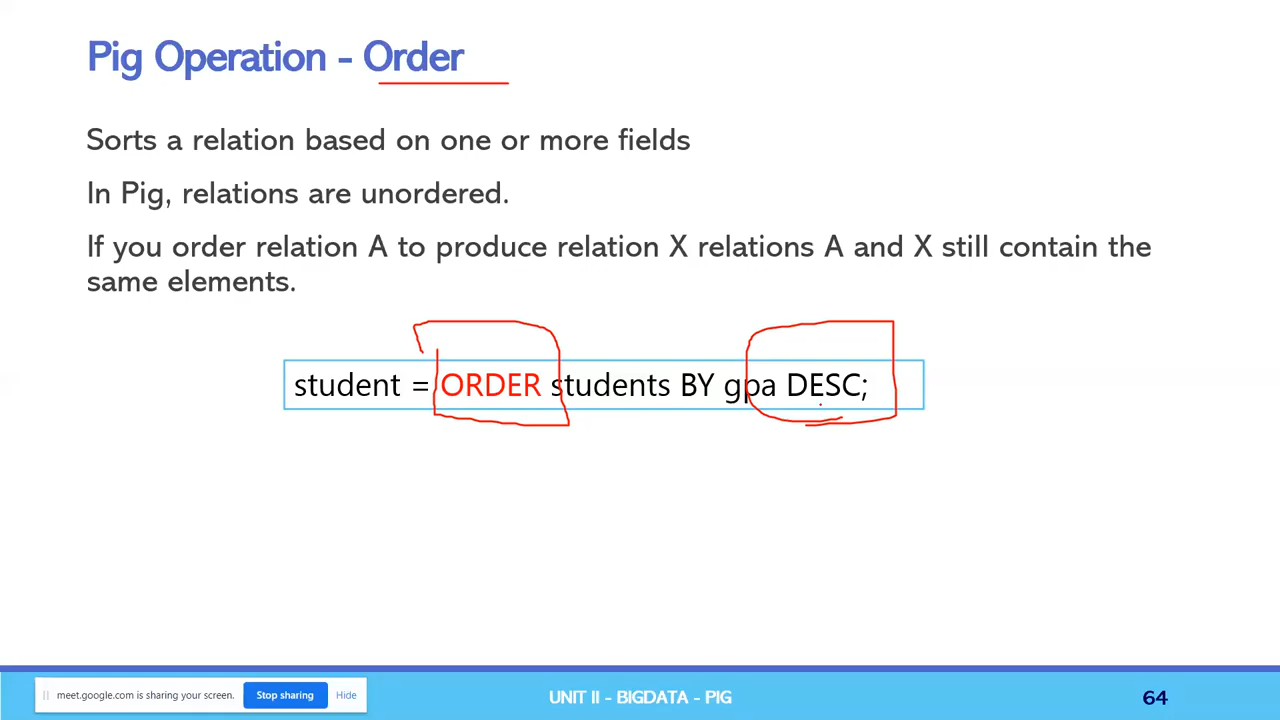 Pig Operation - Order
Sorts a relation based on one or more fields
In Pig, relations are unordered.
If you order relation A to produce relation X relations A and X still contain the
same elements.
student = ORDER students BY gpa DESC;
meet.google.com is sharing your screen. Stop sharing Hide
UNIT II - BIGDATA - PIG
64